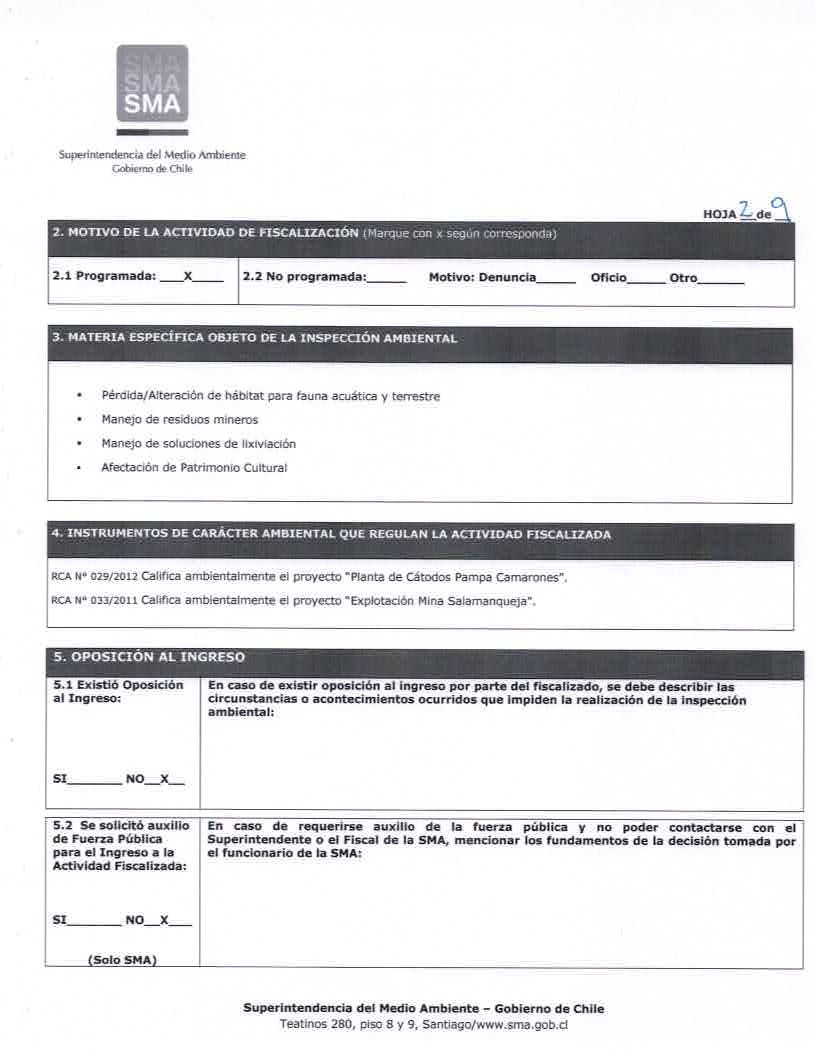 SMA
SMA
SMA
Superintendencia del Medio Ambiente
Gobierno de Chile
HOJA 2 de 9
2. MOTIVO DE LA ACTIVIDAD DE FISCALIZACIÓN (Marque con x según corresponda)
2.1 Programada: ___X_____ 2.2 No programada:______ Motivo: Denuncia______ Oficio______ Otro_______
3. MATERIA ESPECÍFICA OBJETO DE LA INSPECCIÓN AMBIENTAL
• Pérdida/Alteración de hábitat para fauna acuática y terrestre
• Manejo de residuos mineros
• Manejo de soluciones de lixiviación
• Afectación de Patrimonio Cultural
4. INSTRUMENTOS DE CARÁCTER AMBIENTAL QUE REGULAN LA ACTIVIDAD FISCALIZADA
RCA Nº 029/2012 Califica ambientalmente el proyecto "Planta de Cátodos Pampa Camarones".
RCA Nº 033/2011 Califica ambientalmente el proyecto "Explotación Mina Salamanqueja".
5. OPOSICIÓN AL INGRESO
5.1 Existió Oposición
al Ingreso:
SI________ NO__X__
En caso de existir oposición al ingreso por parte del fiscalizado, se debe describir las
circunstancias o acontecimientos ocurridos que impiden la realización de la inspección
ambiental:
5.2 Se solicitó auxilio
de Fuerza Pública
para el Ingreso a la
Actividad Fiscalizada:
SI________ NO__X___
(Solo SMA)
En caso de requerirse auxilio de la fuerza pública y no poder contactarse con el
Superintendente o el Fiscal de la SMA, mencionar los fundamentos de la decisión tomada por
el funcionario de la SMA:
Superintendencia del Medio Ambiente – Gobierno de Chile
Teatinos 280, piso 8 y 9, Santiago/www.sma.gob.cl